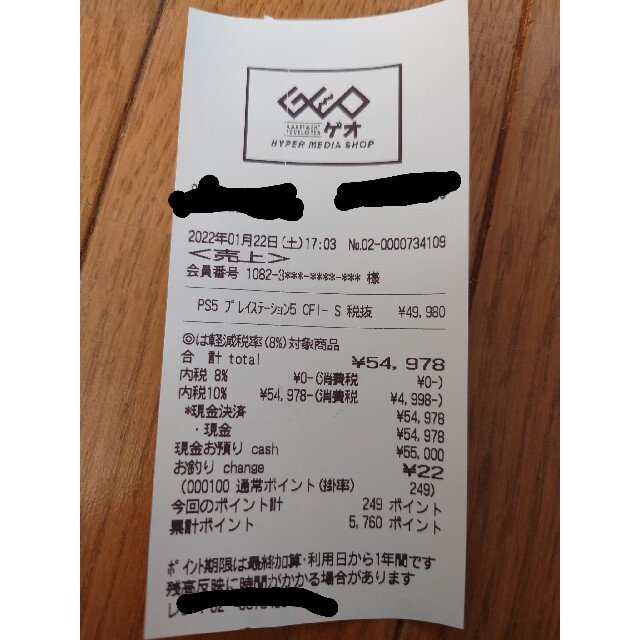 GEO
ゲオ
HYPER MEDIA SHOP
2022年01月22日(土)17:03 №02-0000734109
<売上>
会員番号 1082-3***-****-*** 様
PS5 プレイステーション5 CFI- S 税抜 ¥49,980
◎は軽減税率(8%)対象商品
合 計 total ¥54,978
内税 8% ¥0-(消費税 ¥0-)
内税10% ¥54,978-(消費税 ¥4,998-)
*現金決済 ¥54,978
・現金 ¥54,978
現金お預り cash ¥55,000
お釣り change ¥22
(000100 通常ポイント(掛率) 249)
今回のポイント計 249 ポイント
累計ポイント 5,760 ポイント
ポイント期限は最終加算・利用日から1年間です
残高反映に時間がかかる場合があります